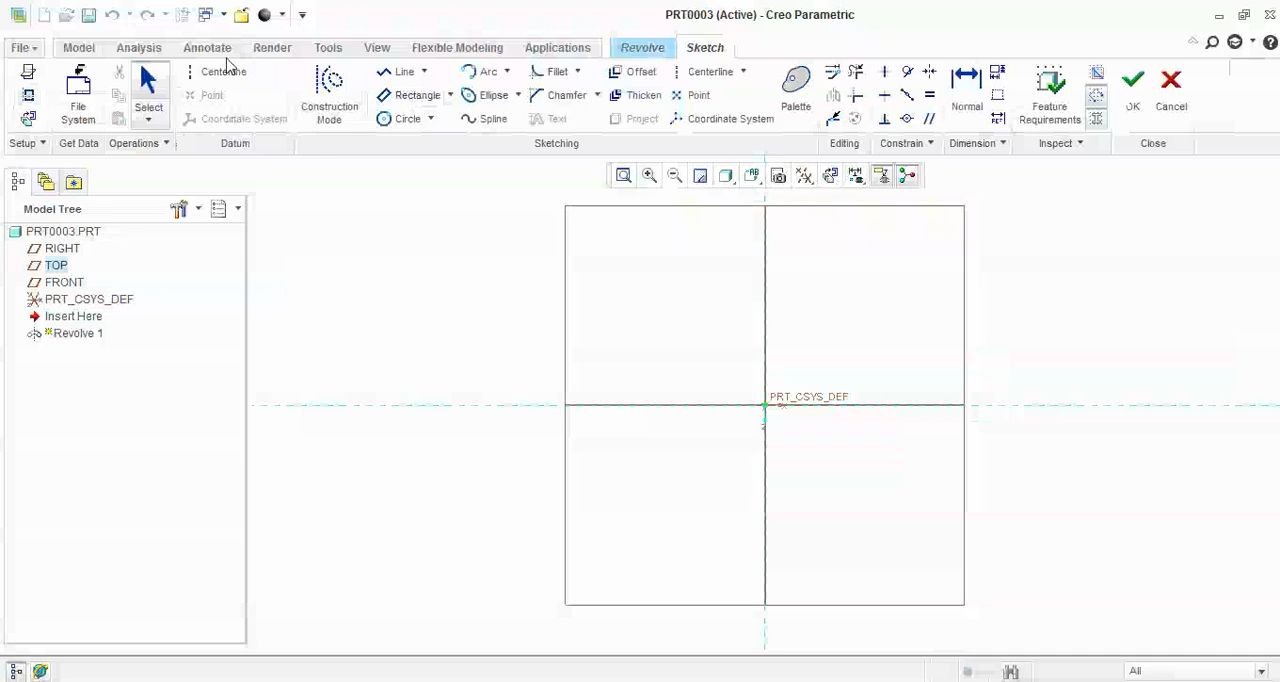 PRT0003 (Active) - Creo Parametric
File Model Analysis Annotate Render Tools View Flexible Modeling Applications Revolve Sketch
Centerline Line Arc Fillet Offset Centerline
Point Rectangle Ellipse Chamfer Thicken Point
Coordinate System Circle Spline Text Project Coordinate System
File System
Select
Construction Mode
Palette
Normal
Feature Requirements
OK
Cancel
Setup Get Data Operations Datum Sketching Editing Constrain Dimension Inspect Close
Model Tree
PRT0003.PRT
RIGHT
TOP
FRONT
PRT_CSYS_DEF
Insert Here
Revolve 1
PRT_CSYS_DEF
All